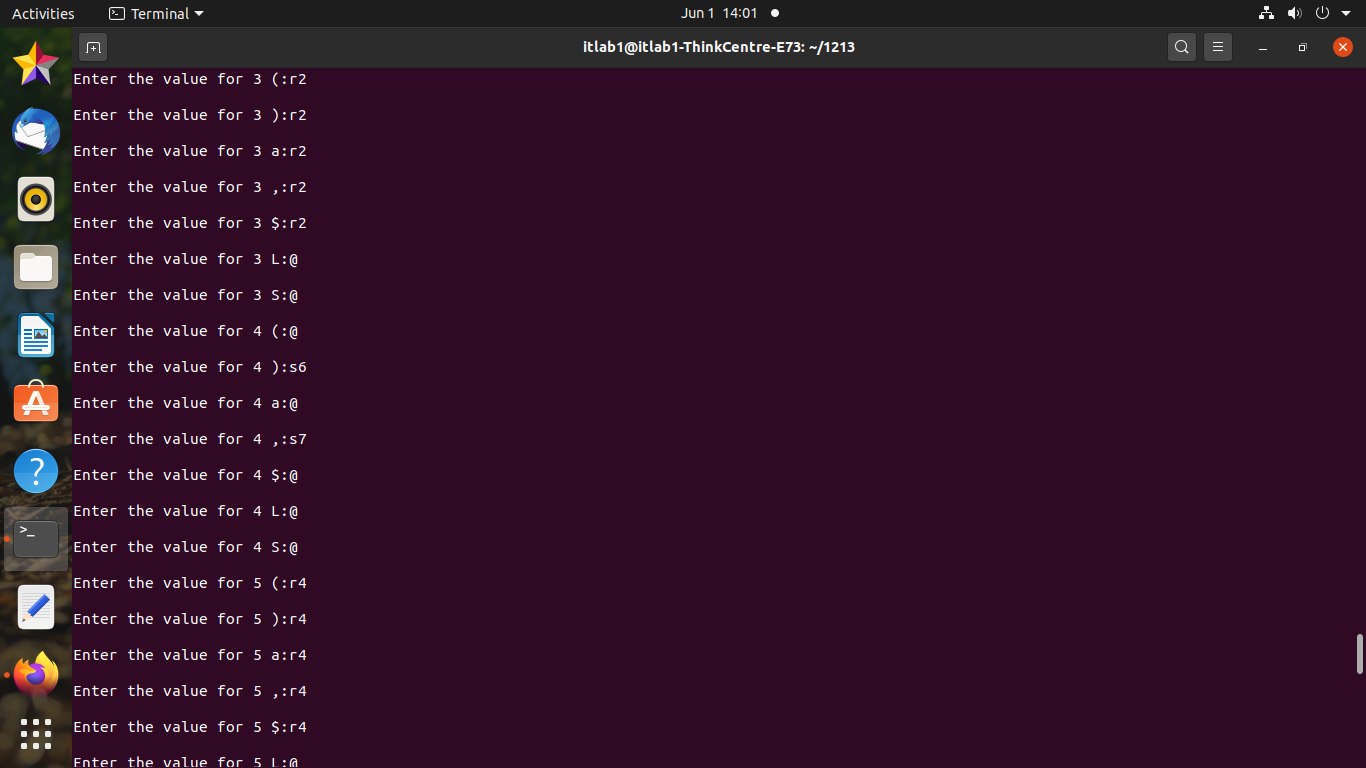 Activities Terminal Jun 1 14:01
itlab1@itlab1-ThinkCentre-E73: ~/1213
Enter the value for 3 (:r2
Enter the value for 3 ):r2
Enter the value for 3 a:r2
Enter the value for 3 ,:r2
Enter the value for 3 $:r2
Enter the value for 3 L:@
Enter the value for 3 S:@
Enter the value for 4 (:@
Enter the value for 4 ):s6
Enter the value for 4 a:@
Enter the value for 4 ,:s7
Enter the value for 4 $:@
Enter the value for 4 L:@
Enter the value for 4 S:@
Enter the value for 5 (:r4
Enter the value for 5 ):r4
Enter the value for 5 a:r4
Enter the value for 5 ,:r4
Enter the value for 5 $:r4
Enter the value for 5 L:@